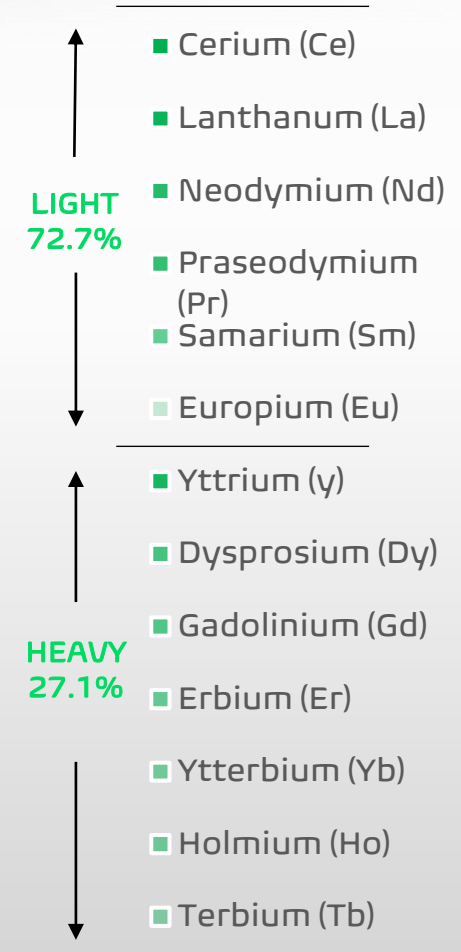 Cerium (Ce)
Lanthanum (La)
Neodymium (Nd)
LIGHT
72.7%
Praseodymium
(Pr)
Samarium (Sm)
Europium (Eu)
Yttrium (y)
Dysprosium (Dy)
Gadolinium (Gd)
HEAVY
27.1%
Erbium (Er)
Ytterbium (Yb)
Holmium (Ho)
Terbium (Tb)